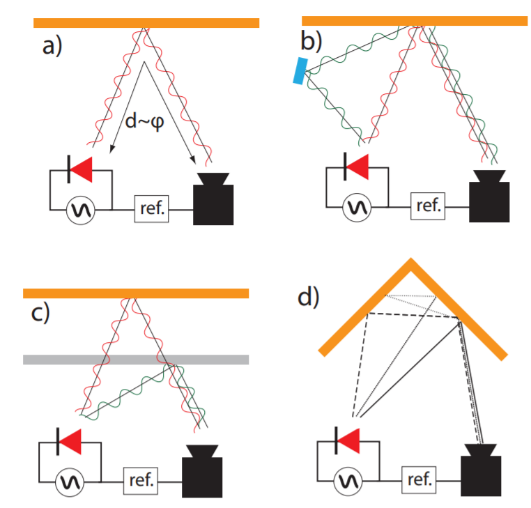 a)
b)
d~φ
ref.
ref.
c)
d)
ref.
ref.